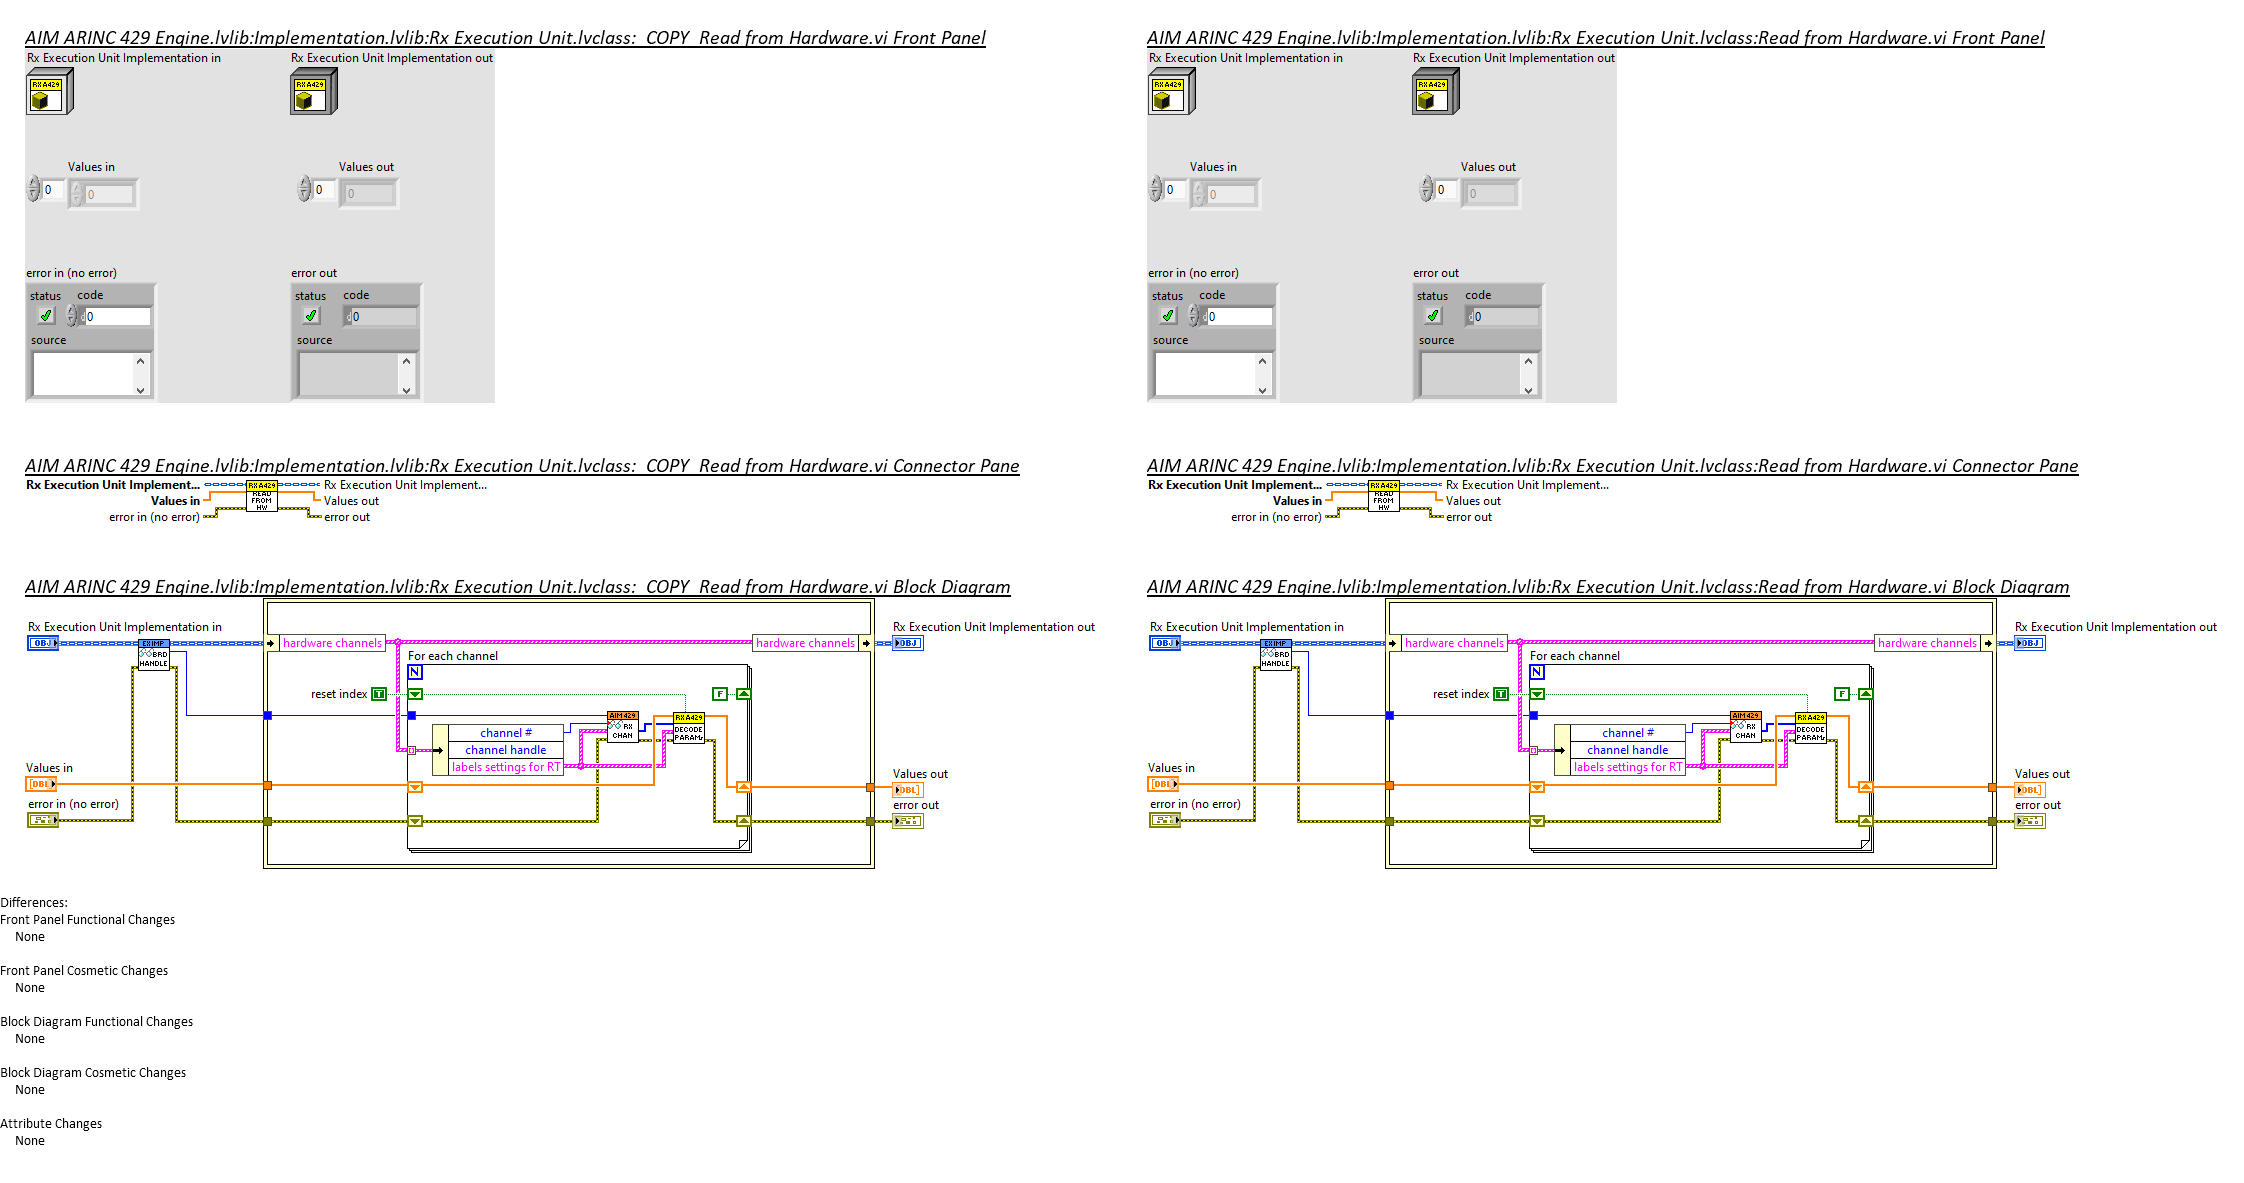 AIM ARINC 429 Engine.lvlib:Implementation.lvlib:Rx Execution Unit.lvclass:_COPY_Read from Hardware.vi Front Panel
Rx Execution Unit Implementation in
Rx Execution Unit Implementation out
RX A429
RX A429
Values in
Values out
0
0
0
0
error in (no error)
error out
status
code
status
code
d0
d0
source
source
AIM ARINC 429 Engine.lvlib:Implementation.lvlib:Rx Execution Unit.lvclass:Read from Hardware.vi Front Panel
Rx Execution Unit Implementation in
Rx Execution Unit Implementation out
RX A429
RX A429
Values in
Values out
0
0
0
0
error in (no error)
error out
status
code
status
code
d0
d0
source
source
AIM ARINC 429 Engine.lvlib:Implementation.lvlib:Rx Execution Unit.lvclass:_COPY_Read from Hardware.vi Connector Pane
Rx Execution Unit Implement...
RX A429
Rx Execution Unit Implement...
READ
Values in
FROM
Values out
HW
error in (no error)
error out
AIM ARINC 429 Engine.lvlib:Implementation.lvlib:Rx Execution Unit.lvclass:Read from Hardware.vi Connector Pane
Rx Execution Unit Implement...
RX A429
Rx Execution Unit Implement...
READ
Values in
FROM
Values out
HW
error in (no error)
error out
AIM ARINC 429 Engine.lvlib:Implementation.lvlib:Rx Execution Unit.lvclass:_COPY_Read from Hardware.vi Block Diagram
Rx Execution Unit Implementation in
Rx Execution Unit Implementation out
OBJ
EX IMP
BRD
HANDLE
hardware channels
hardware channels
OBJ
For each channel
N
reset index
T
F
AIM 429
RX
CHAN
RX A429
DECODE
PARAMs
channel #
channel handle
labels settings for RT
Values in
[DBL]
Values out
[DBL]
error in (no error)
error out
AIM ARINC 429 Engine.lvlib:Implementation.lvlib:Rx Execution Unit.lvclass:Read from Hardware.vi Block Diagram
Rx Execution Unit Implementation in
Rx Execution Unit Implementation out
OBJ
EX IMP
BRD
HANDLE
hardware channels
hardware channels
OBJ
For each channel
N
reset index
T
F
AIM 429
RX
CHAN
RX A429
DECODE
PARAMs
channel #
channel handle
labels settings for RT
Values in
[DBL]
Values out
[DBL]
error in (no error)
error out
Differences:
Front Panel Functional Changes
None
Front Panel Cosmetic Changes
None
Block Diagram Functional Changes
None
Block Diagram Cosmetic Changes
None
Attribute Changes
None